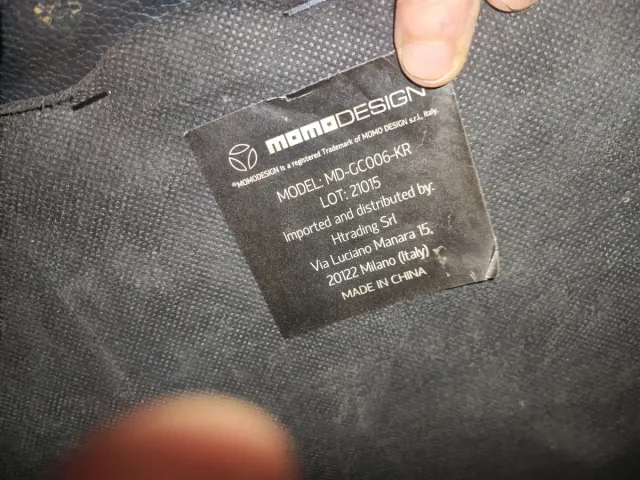 momoDESIGN
®MOMODESIGN is a registered Trademark of MOMO DESIGN s.r.l., Italy.
MODEL: MD-GC006-KR
LOT: 21015
Imported and distributed by:
Htrading Srl
Via Luciano Manara 15,
20122 Milano (Italy)
MADE IN CHINA